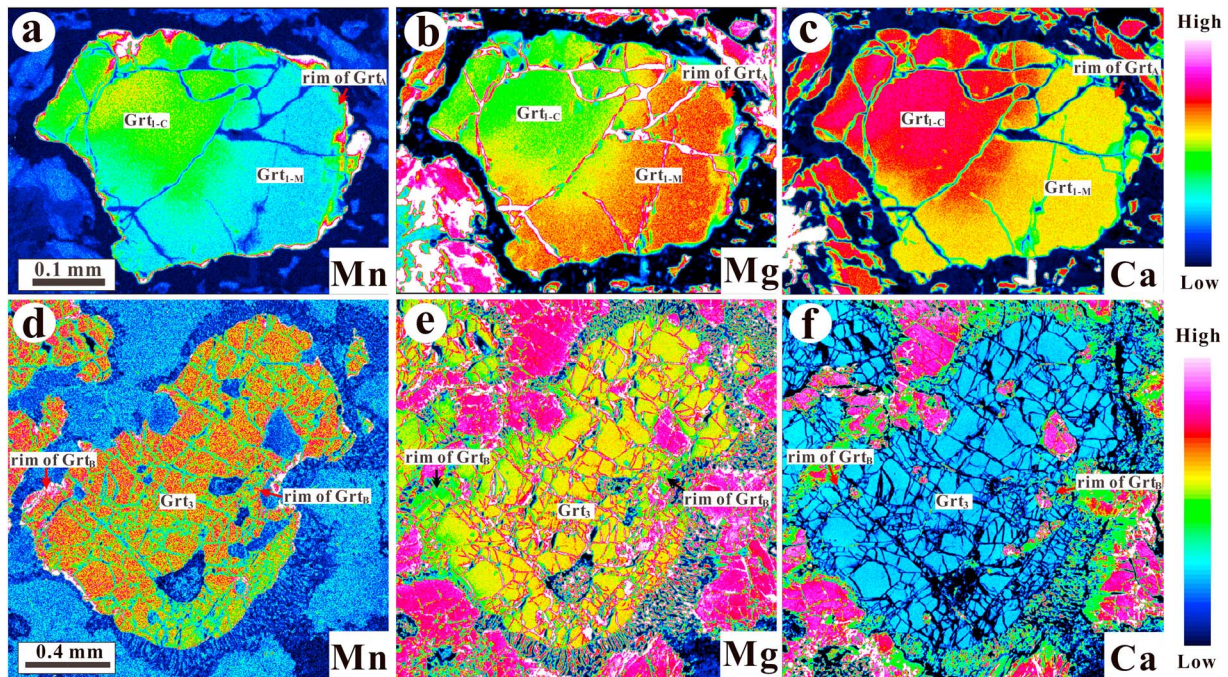 a
rim of GrtA
Grt1-C
Grt1-M
0.1 mm
Mn
b
rim of GrtA
Grt1-C
Grt1-M
Mg
c
rim of GrtA
Grt1-C
Grt1-M
Ca
High
Low
d
rim of GrtB
Grt3
rim of GrtB
0.4 mm
Mn
e
rim of GrtB
Grt3
rim of GrtB
Mg
f
rim of GrtB
Grt3
rim of GrtB
Ca
High
Low